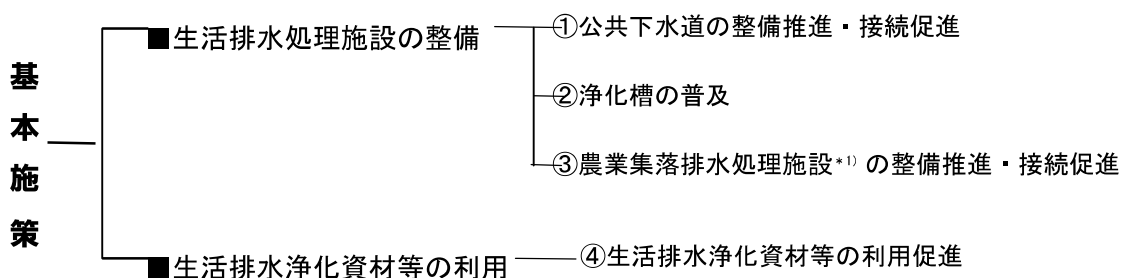 基本施策
■生活排水処理施設の整備
①公共下水道の整備推進・接続促進
②浄化槽の普及
③農業集落排水処理施設*1)の整備推進・接続促進
■生活排水浄化資材等の利用
④生活排水浄化資材等の利用促進